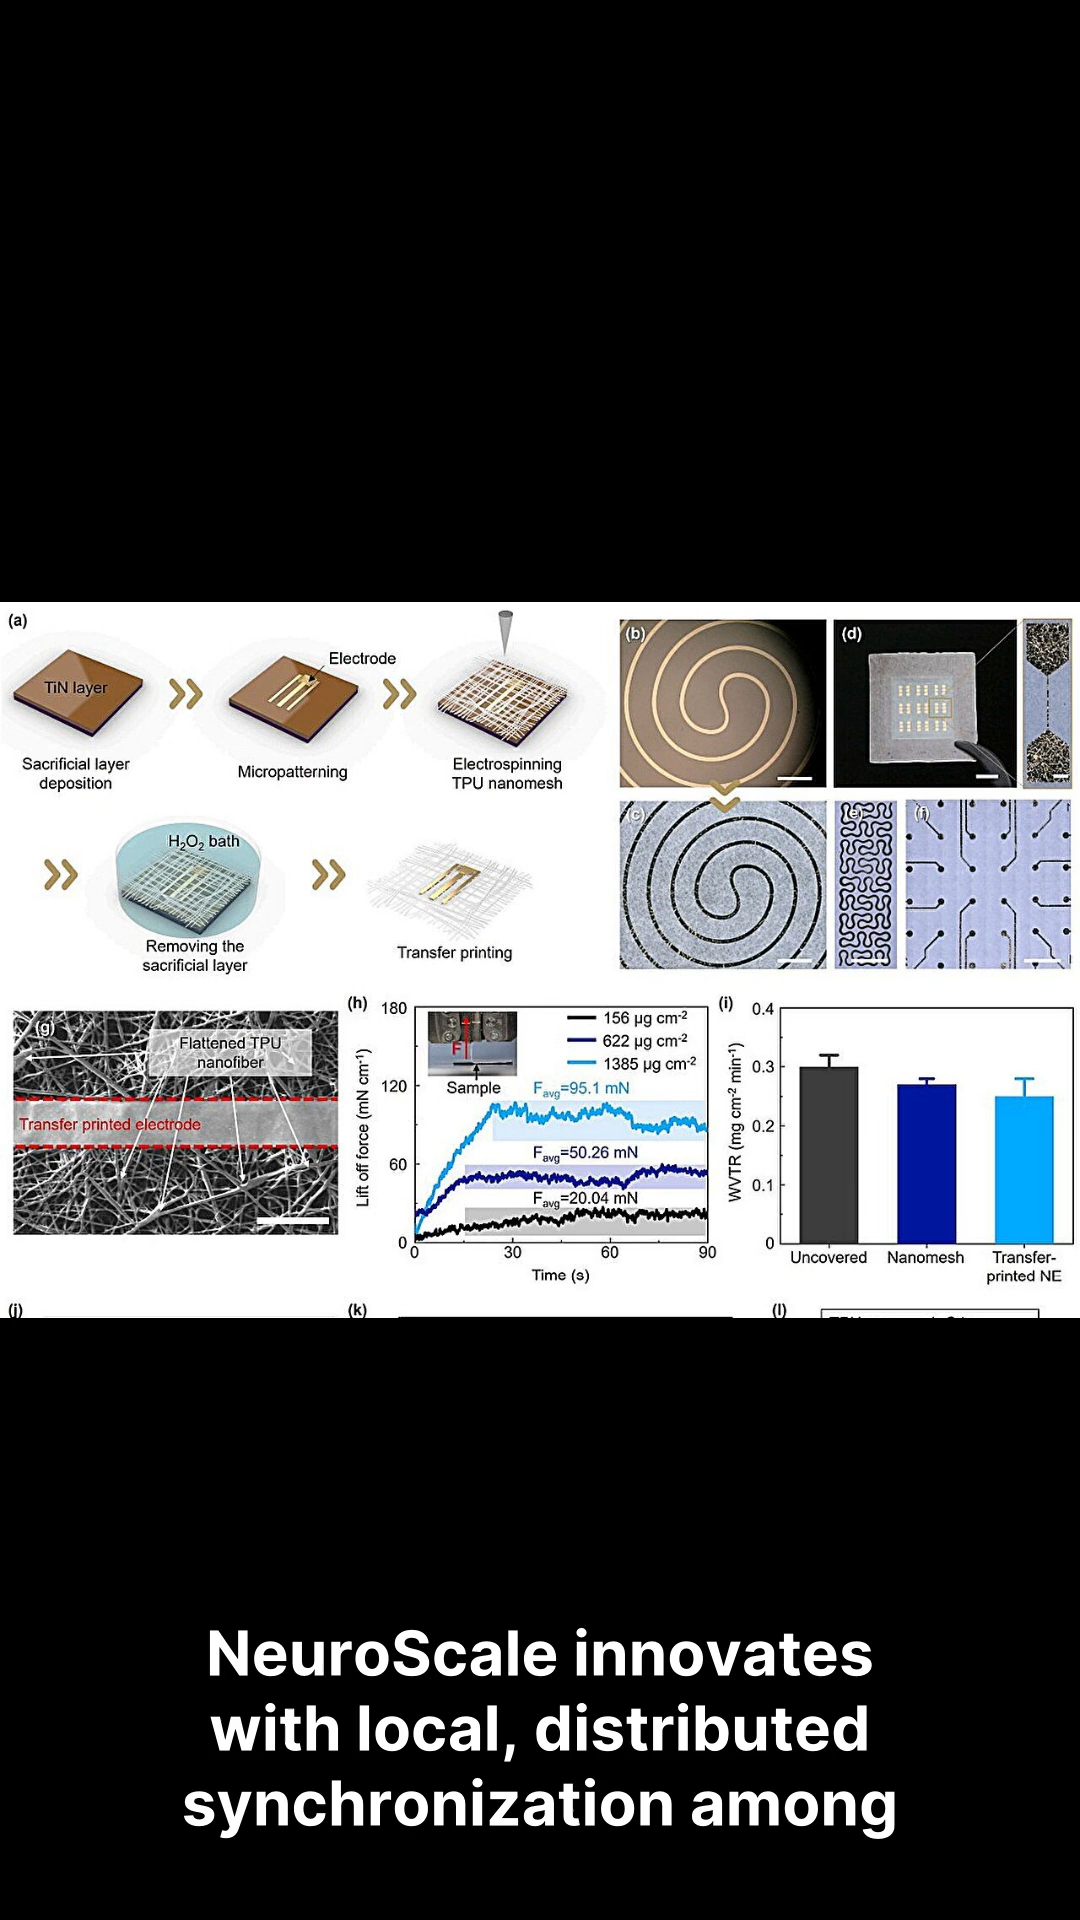 (a)
TiN layer
Electrode
Sacrificial layer
deposition
Micropatterning
Electrospinning
TPU nanomesh
H₂O₂ bath
Removing the
sacrificial layer
Transfer printing
(b)
(d)
(c)
(e)
(f)
(g)
Flattened TPU
nanofiber
Transfer printed electrode
(h)
180
120
60
0
0
30
60
90
Lift off force (mN cm⁻¹)
Time (s)
F
Sample
156 µg cm⁻²
622 µg cm⁻²
1385 µg cm⁻²
Favg=95.1 mN
Favg=50.26 mN
Favg=20.04 mN
(i)
0.4
0.3
0.2
0.1
0
WVTR (mg cm⁻² min⁻¹)
Uncovered
Nanomesh
Transfer-
printed NE
(j)
(k)
(l)
NeuroScale innovates
with local, distributed
synchronization among